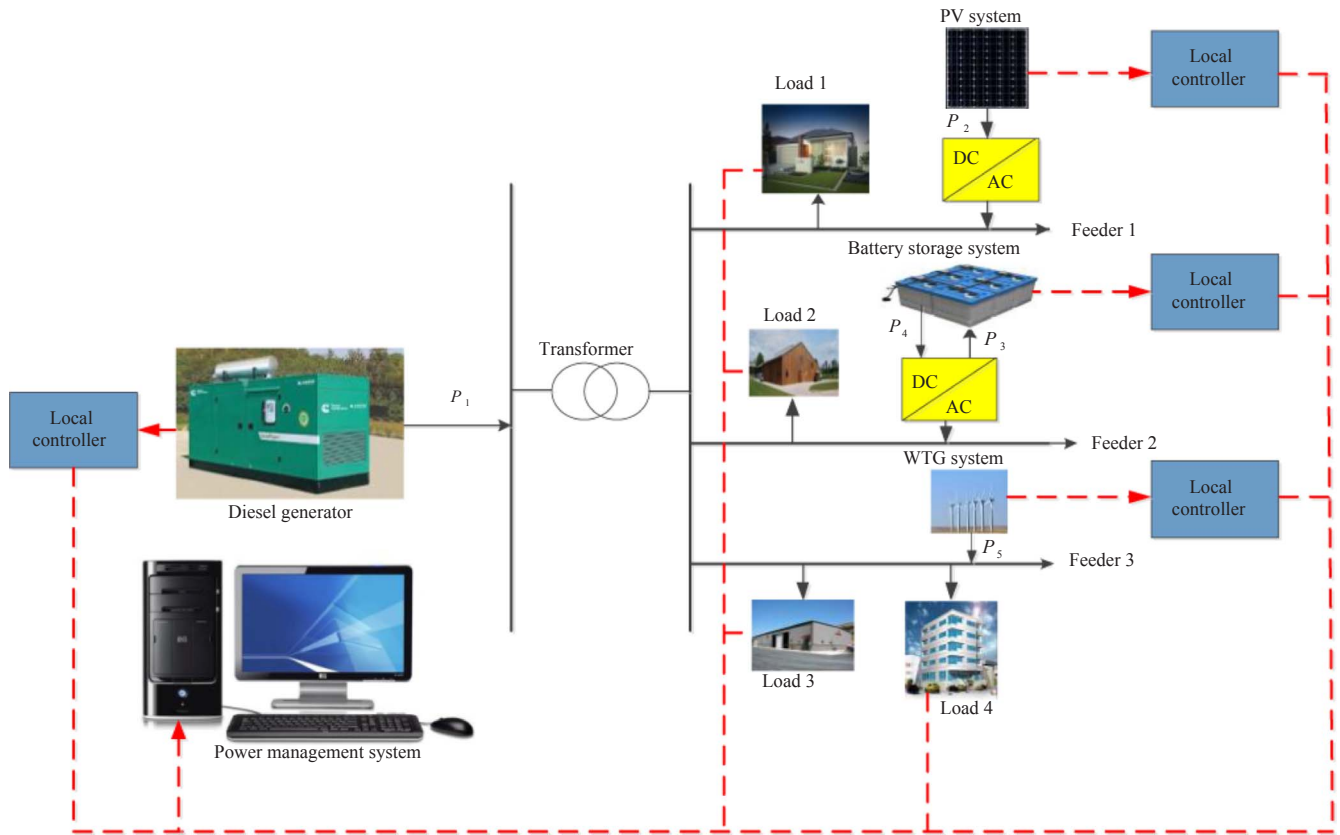 PV system
Local
controller
Load 1
P2
DC
AC
Feeder 1
Battery storage system
Local
controller
Load 2
P4
P3
Transformer
DC
AC
P1
Local
controller
Feeder 2
WTG system
Local
controller
Diesel generator
P5
Feeder 3
Load 3
Load 4
Power management system